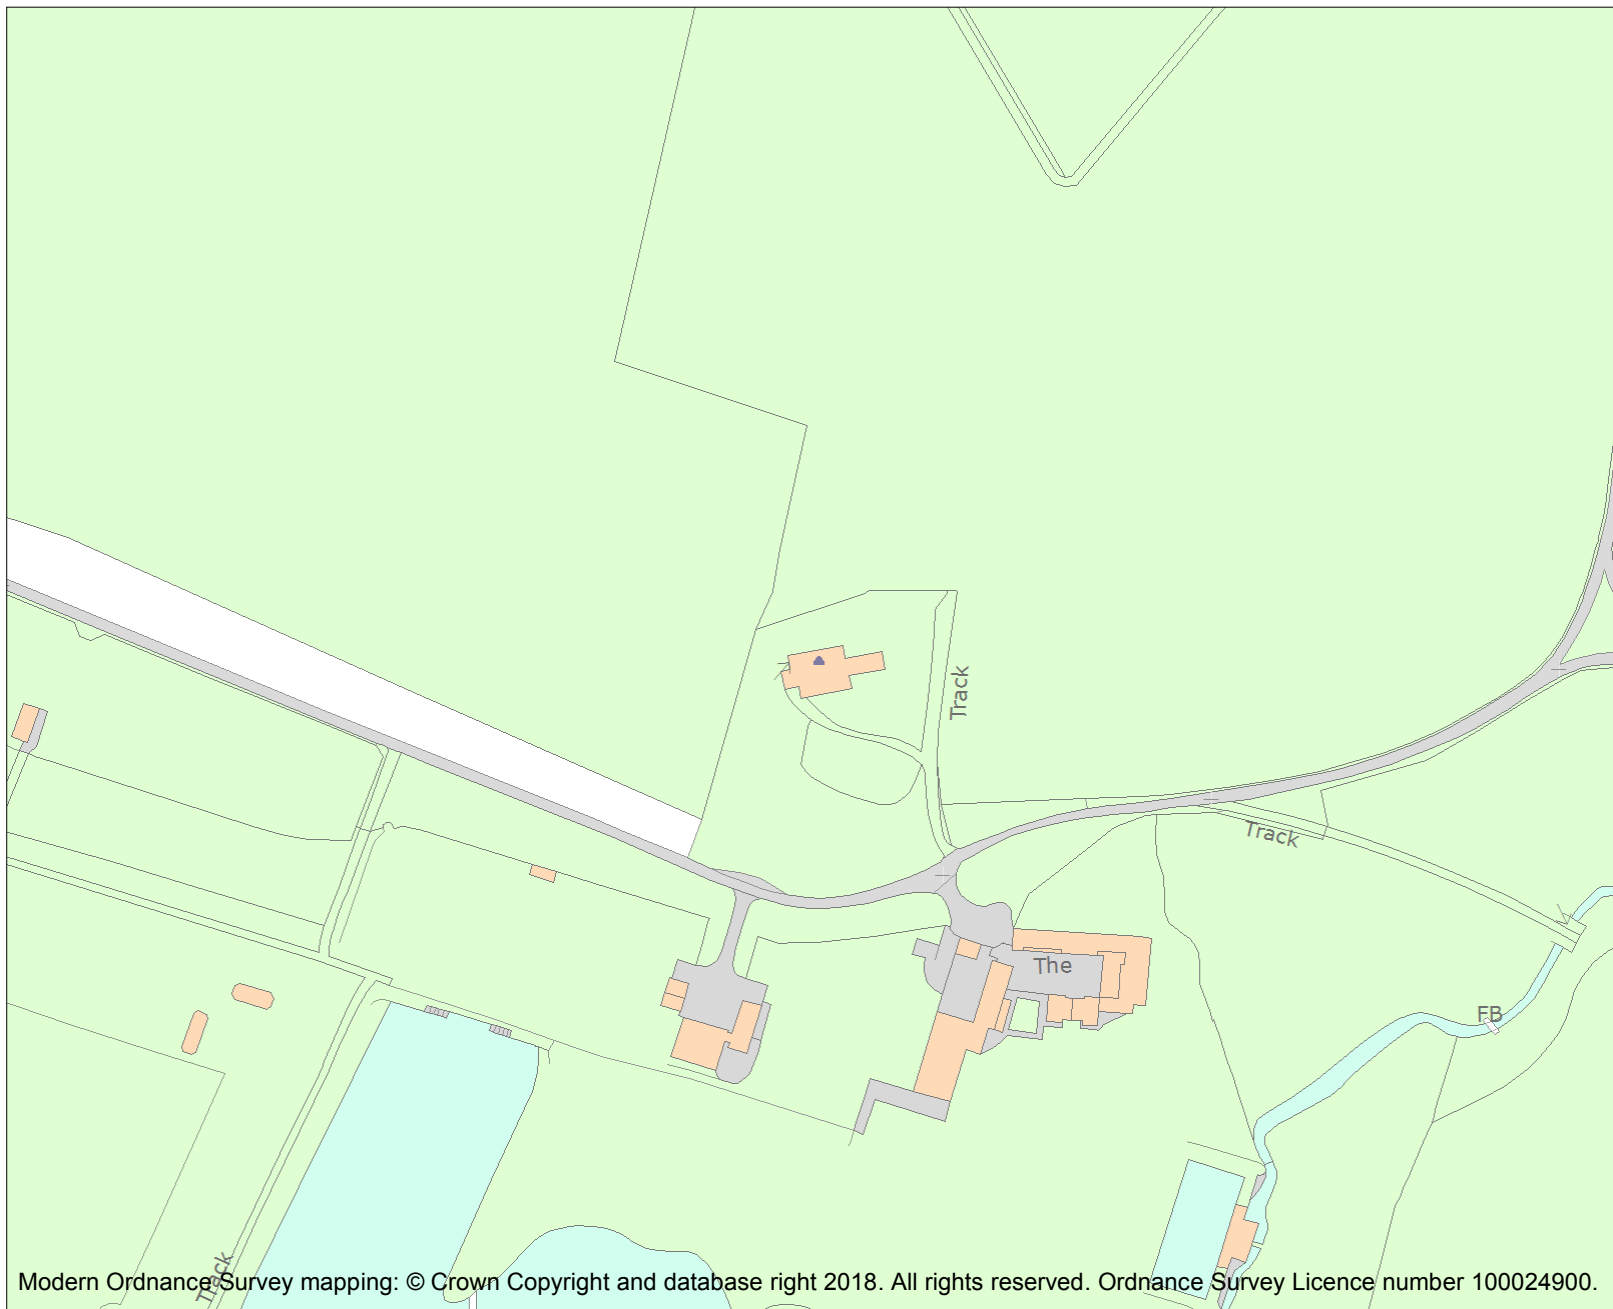 Track
Track
The
FB
Track
Modern Ordnance Survey mapping: © Crown Copyright and database right 2018. All rights reserved. Ordnance Survey Licence number 100024900.